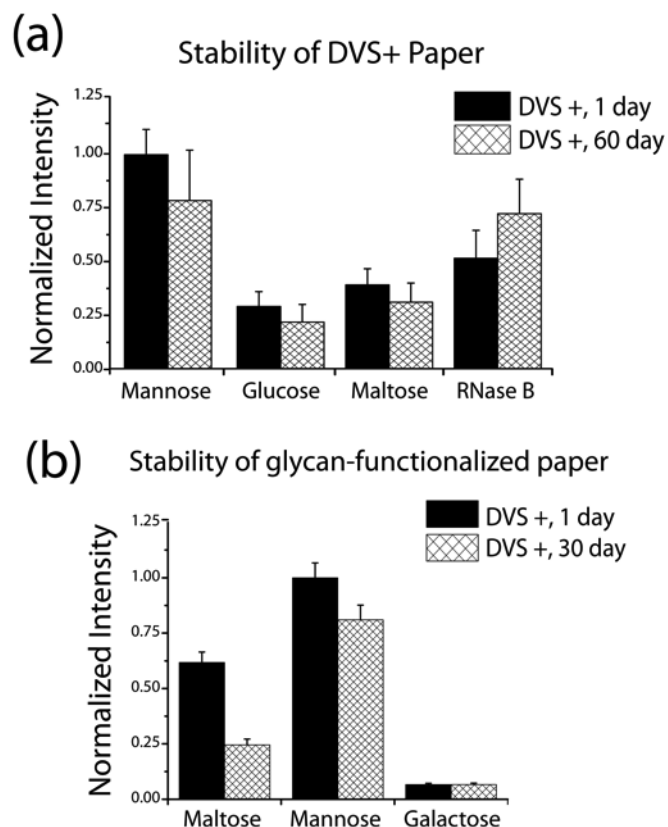 (a)
Stability of DVS+ Paper
Normalized Intensity
1.25
1.00
0.75
0.50
0.25
0.00
DVS +, 1 day
DVS +, 60 day
Mannose Glucose Maltose RNase B
(b)
Stability of glycan-functionalized paper
Normalized Intensity
1.25
1.00
0.75
0.50
0.25
0.00
DVS +, 1 day
DVS +, 30 day
Maltose Mannose Galactose